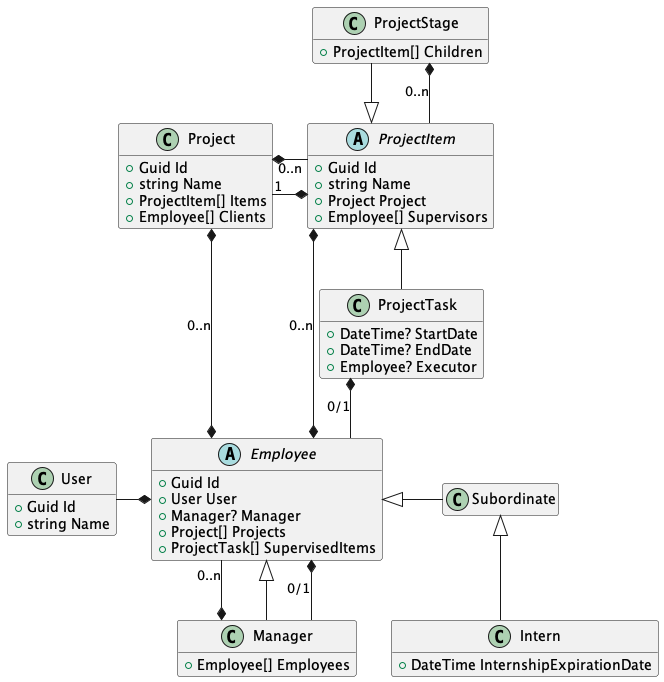 C ProjectStage
ProjectItem[] Children
0..n
C Project
Guid Id
string Name
ProjectItem[] Items
Employee[] Clients
0..n
1
A ProjectItem
Guid Id
string Name
Project Project
Employee[] Supervisors
C ProjectTask
DateTime? StartDate
DateTime? EndDate
Employee? Executor
0..n
0..n
0/1
C User
Guid Id
string Name
A Employee
Guid Id
User User
Manager? Manager
Project[] Projects
ProjectTask[] SupervisedItems
C Subordinate
0..n
0/1
C Manager
Employee[] Employees
C Intern
DateTime InternshipExpirationDate